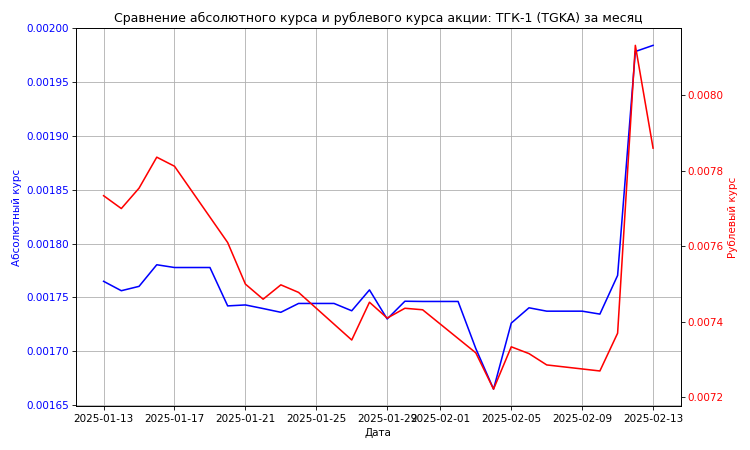 Сравнение абсолютного курса и рублевого курса акции: ТГК-1 (TGKA) за месяц
0.00200
0.00195
0.00190
0.00185
0.00180
0.00175
0.00170
0.00165
Абсолютный курс
0.0080
0.0078
0.0076
0.0074
0.0072
Рублевый курс
2025-01-13 2025-01-17 2025-01-21 2025-01-25 2025-01-29 2025-02-01 2025-02-05 2025-02-09 2025-02-13
Дата